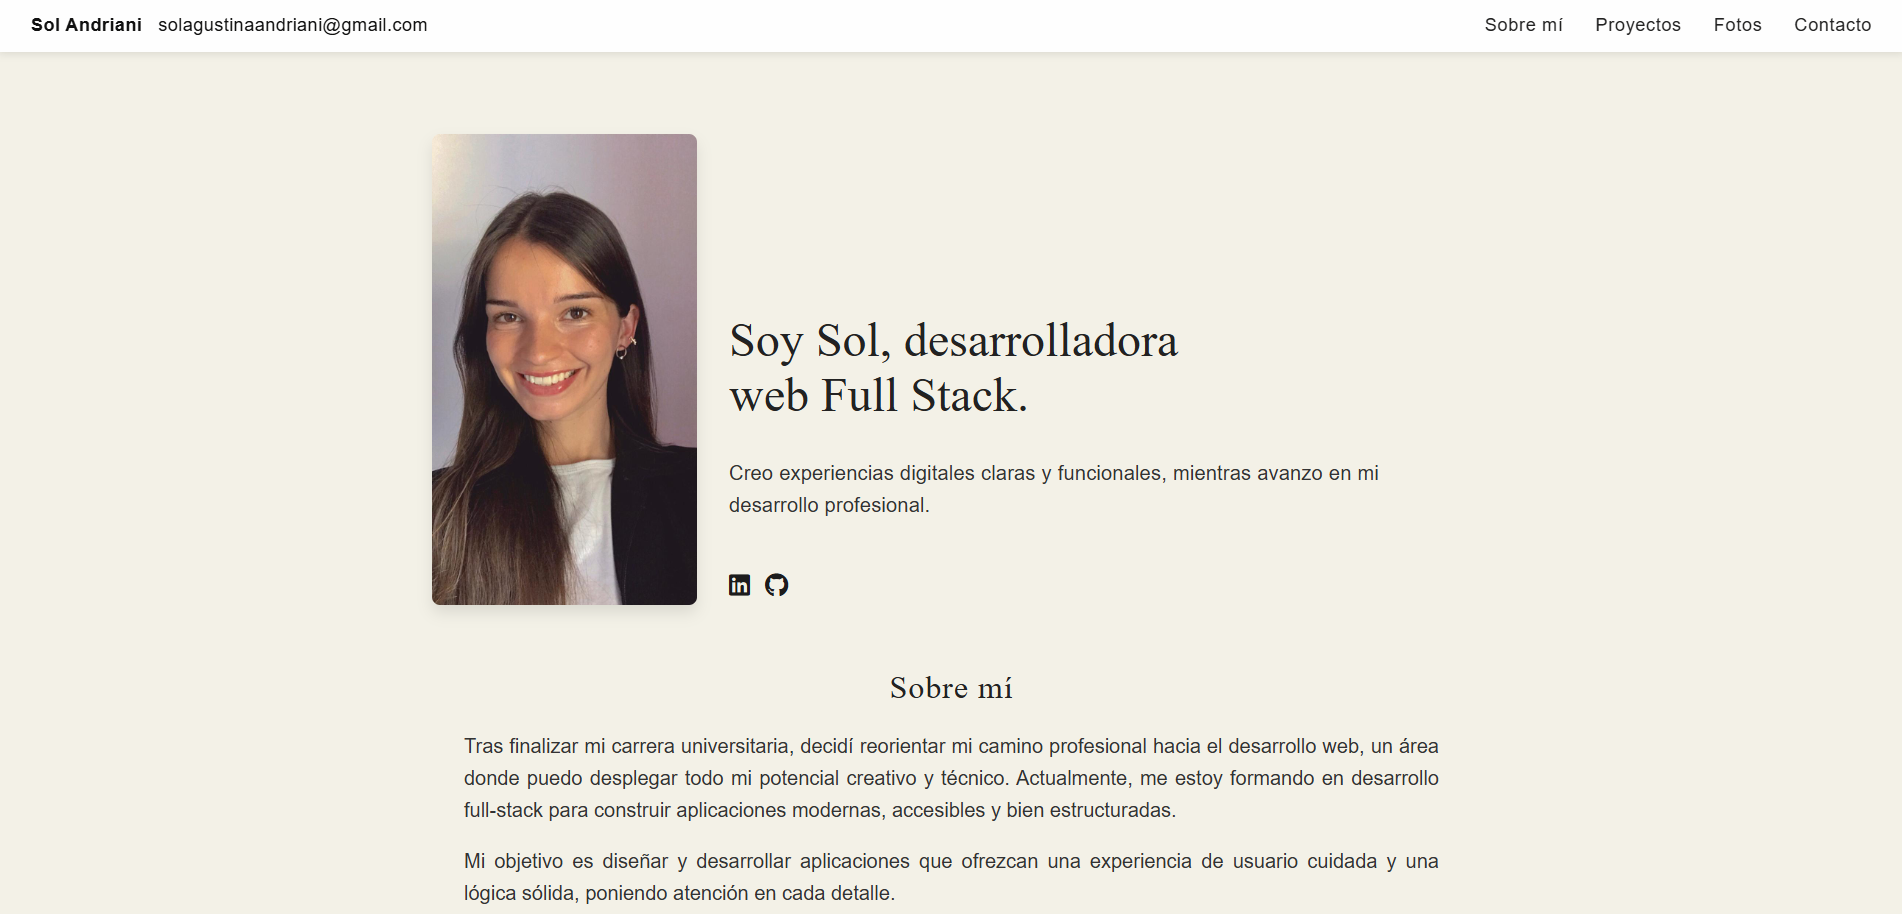 Sol Andriani solagustinaandriani@gmail.com
Sobre mí Proyectos Fotos Contacto
Soy Sol, desarrolladora
web Full Stack.
Creo experiencias digitales claras y funcionales, mientras avanzo en mi
desarrollo profesional.
in
Sobre mí
Tras finalizar mi carrera universitaria, decidí reorientar mi camino profesional hacia el desarrollo web, un área
donde puedo desplegar todo mi potencial creativo y técnico. Actualmente, me estoy formando en desarrollo
full-stack para construir aplicaciones modernas, accesibles y bien estructuradas.
Mi objetivo es diseñar y desarrollar aplicaciones que ofrezcan una experiencia de usuario cuidada y una
lógica sólida, poniendo atención en cada detalle.